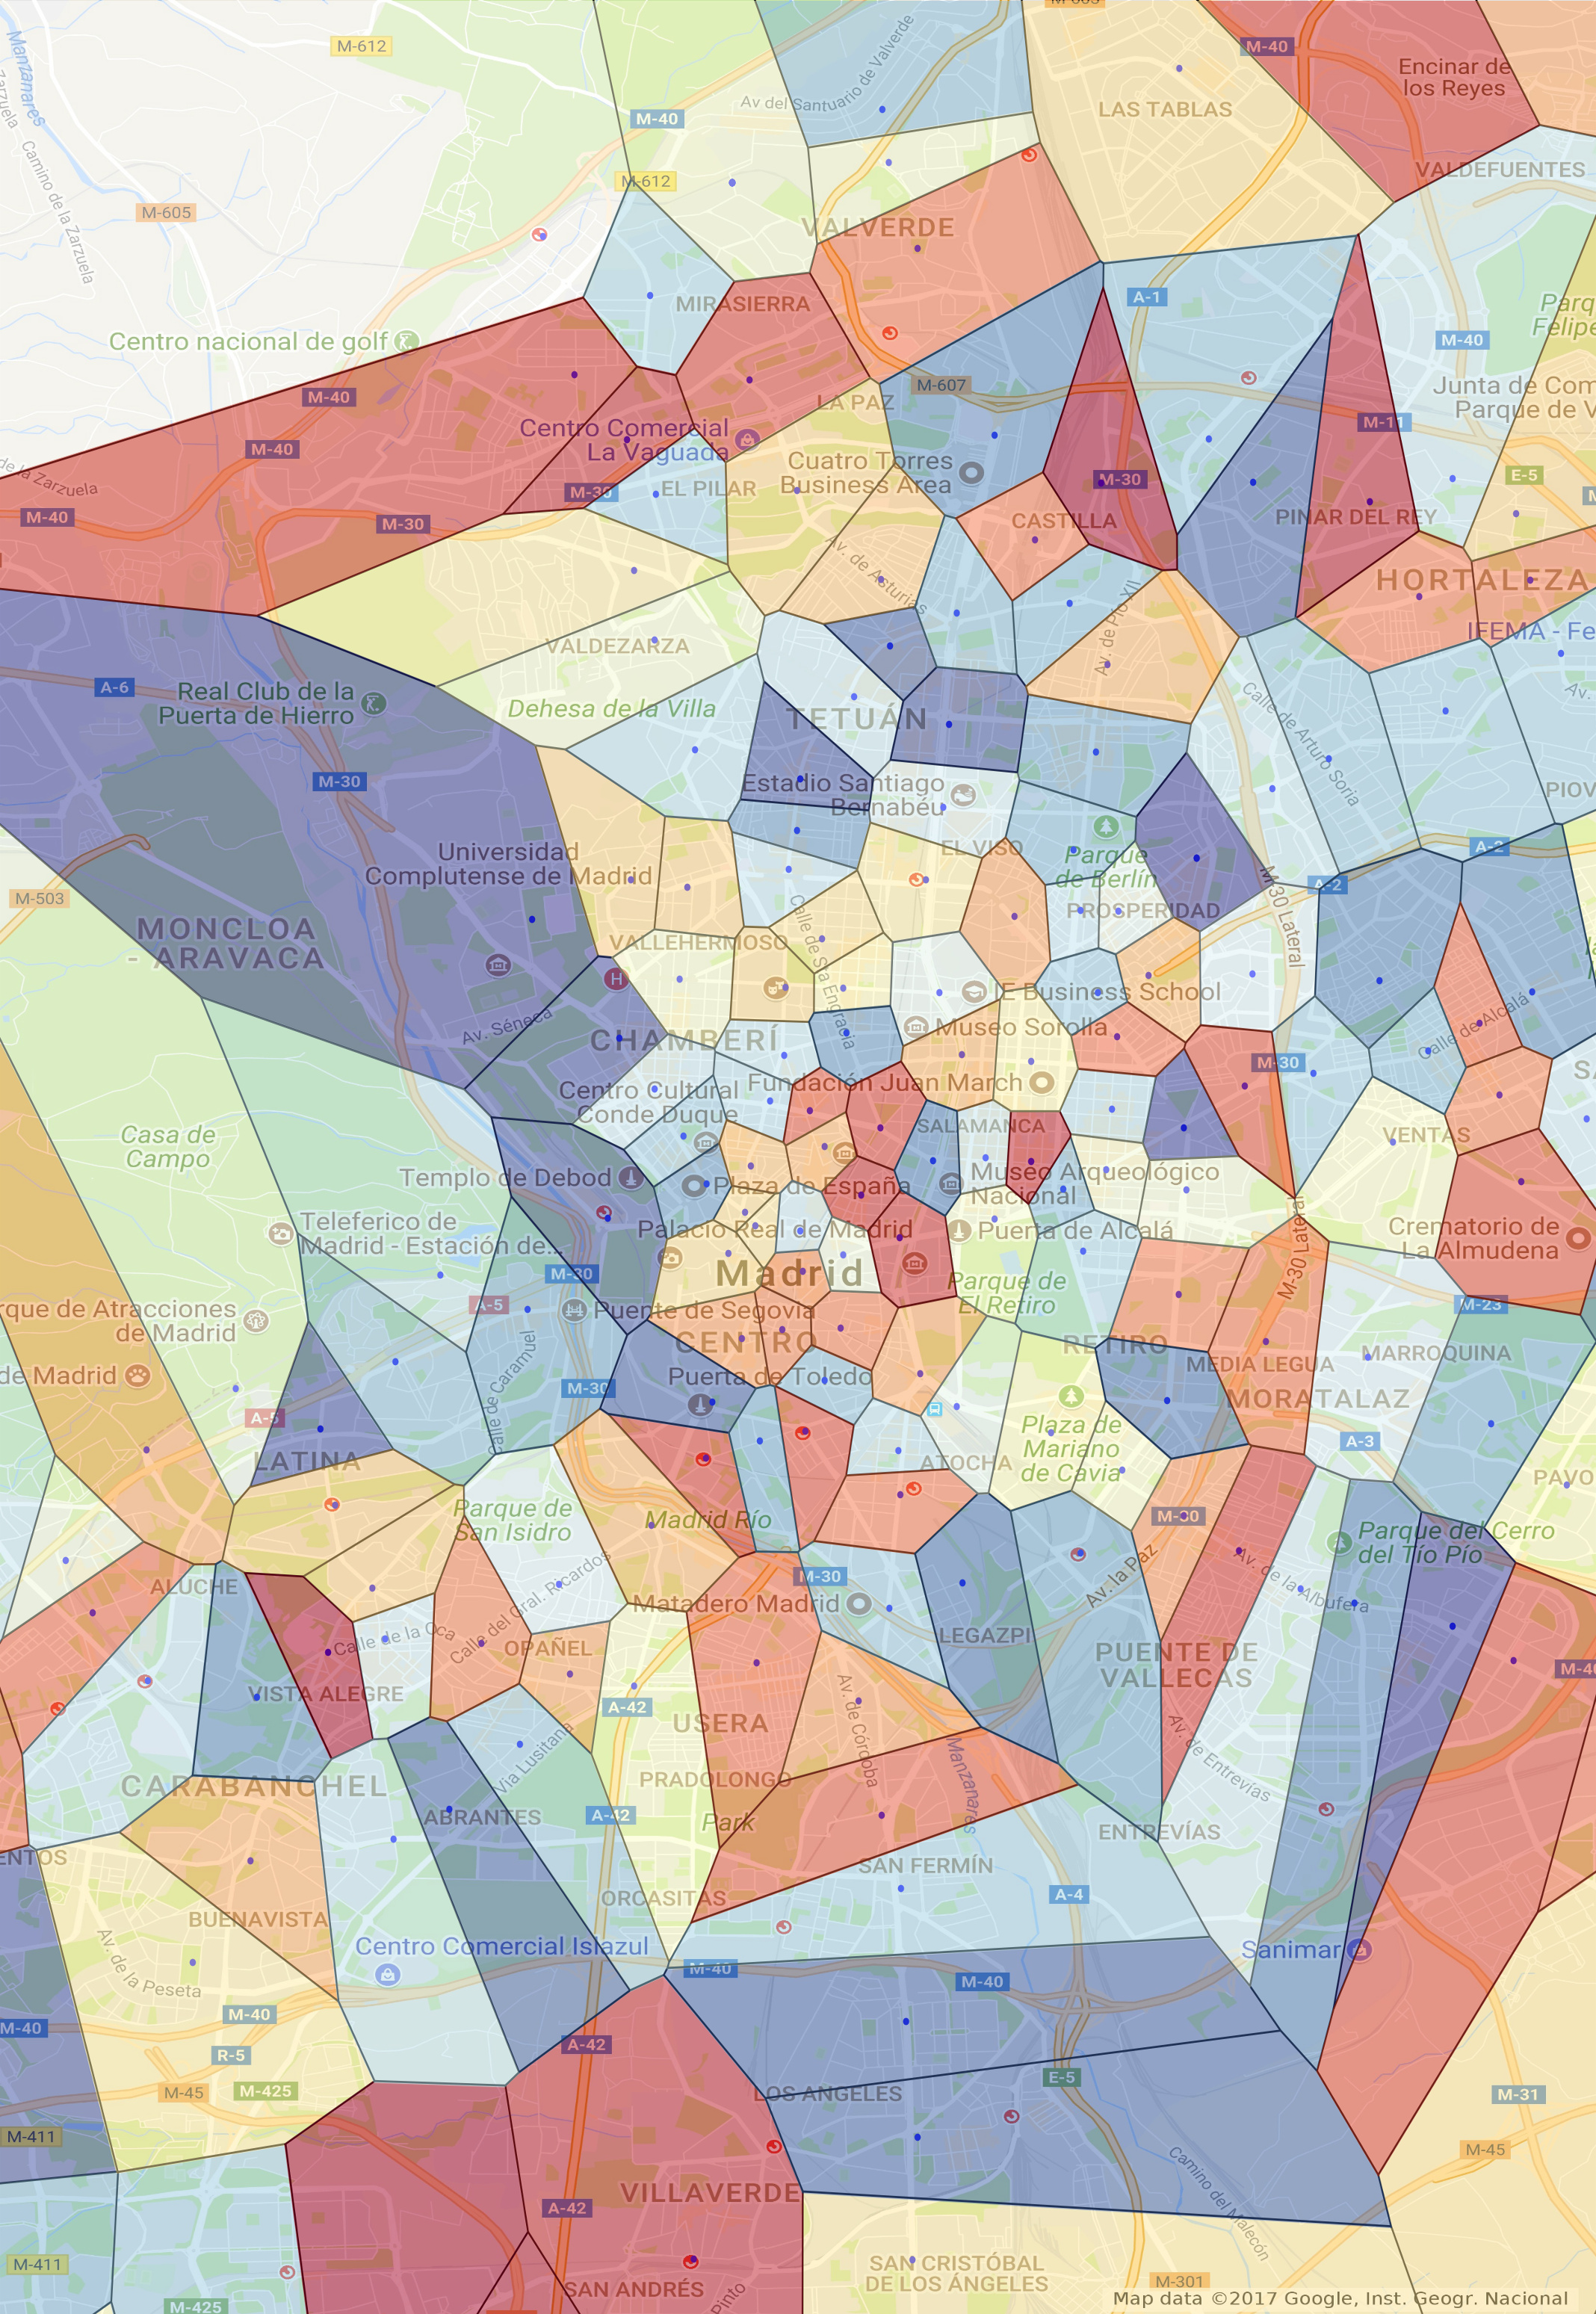 M-603
M-612
M-40
Encinar de
los Reyes
Manzanares
Av del Santuario de Valverde
LAS TABLAS
M-40
Camino de la Zarzuela
VALDEFUENTES
M-612
M-605
VALVERDE
A-1
MIRASIERRA
Parq
Felipe
Centro nacional de golf
M-40
M-607
Junta de Com
Parque de V
M-40
LA PAZ
M-11
Centro Comercial
La Vaguada
M-40
Cuatro Torres
Business Area
M-30
E-5
de la Zarzuela
EL PILAR
M-30
M-40
M-30
CASTILLA
PINAR DEL REY
Av. de Asturias
HORTALEZA
Av. de Pío XII
IFEMA - Fe
VALDEZARZA
A-6
Real Club de la
Puerta de Hierro
Dehesa de la Villa
TETUÁN
Calle de Arturo Soria
Av.
M-30
Estadio Santiago
Bernabéu
PIOV
Universidad
Complutense de Madrid
EL VISO
Parque
de Berlín
A-2
M-503
A-2
M-30 Lateral
PROSPERIDAD
MONCLOA
- ARAVACA
VALLEHERMOSO
Calle de Sta Engracia
IE Business School
Av. Séneca
CHAMBERÍ
Museo Sorolla
Calle de Alcalá
M-30
Centro Cultural
Conde Duque
Fundación Juan March
SALAMANCA
VENTAS
Casa de
Campo
Templo de Debod
Plaza de España
Museo Arqueológico
Nacional
Teleferico de
Madrid - Estación de...
Palacio Real de Madrid
Puerta de Alcalá
Crematorio de
La Almudena
M-30
Madrid
M-30 Lateral
Parque de
El Retiro
A-5
M-23
rque de Atracciones
de Madrid
Puente de Segovia
CENTRO
RETIRO
MARROQUINA
MEDIA LEGUA
de Madrid
Calle de Caramuel
Puerta de Toledo
M-30
MORATALAZ
A-5
Plaza de
Mariano
de Cavia
A-3
LATINA
ATOCHA
PAVO
Parque de
San Isidro
Madrid Río
M-30
Parque del Cerro
del Tío Pío
Av. la Paz
M-30
Av. de la Albufera
ALUCHE
Calle del Gral. Ricardos
Matadero Madrid
Calle de la Oca
OPAÑEL
LEGAZPI
PUENTE DE
VALLECAS
M-40
VISTA ALEGRE
A-42
USERA
Av. de Córdoba
Av. de Entrevías
Vía Lusitana
Manzanares
CARABANCHEL
PRADOLONGO
ABRANTES
A-42
Park
ENTREVÍAS
ENTOS
SAN FERMÍN
ORCASITAS
A-4
BUENAVISTA
Centro Comercial Islazul
Sanimar
Av. de la Peseta
M-40
M-40
M-40
M-40
A-42
R-5
M-45
M-425
LOS ANGELES
E-5
M-31
M-411
M-45
Camino del Malecón
VILLAVERDE
A-42
M-411
SAN CRISTÓBAL
DE LOS ÁNGELES
M-301
SAN ANDRÉS
Pinto
M-425
Map data ©2017 Google, Inst. Geogr. Nacional